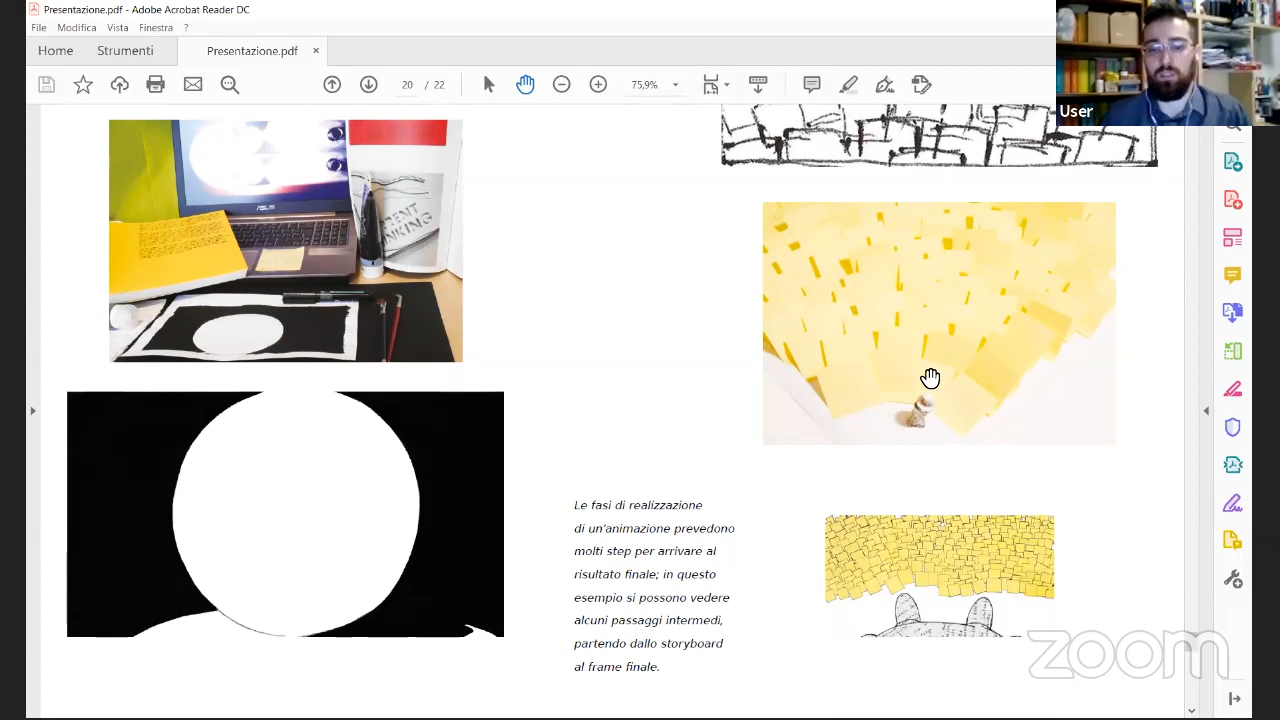 Presentazione.pdf - Adobe Acrobat Reader DC
File Modifica Vista Finestra ?
Home Strumenti Presentazione.pdf ×
20 / 22 75,9%
User
ASUS
Le fasi di realizzazione
di un'animazione prevedono
molti step per arrivare al
risultato finale; in questo
esempio si possono vedere
alcuni passaggi intermedi,
partendo dallo storyboard
al frame finale.
zoom